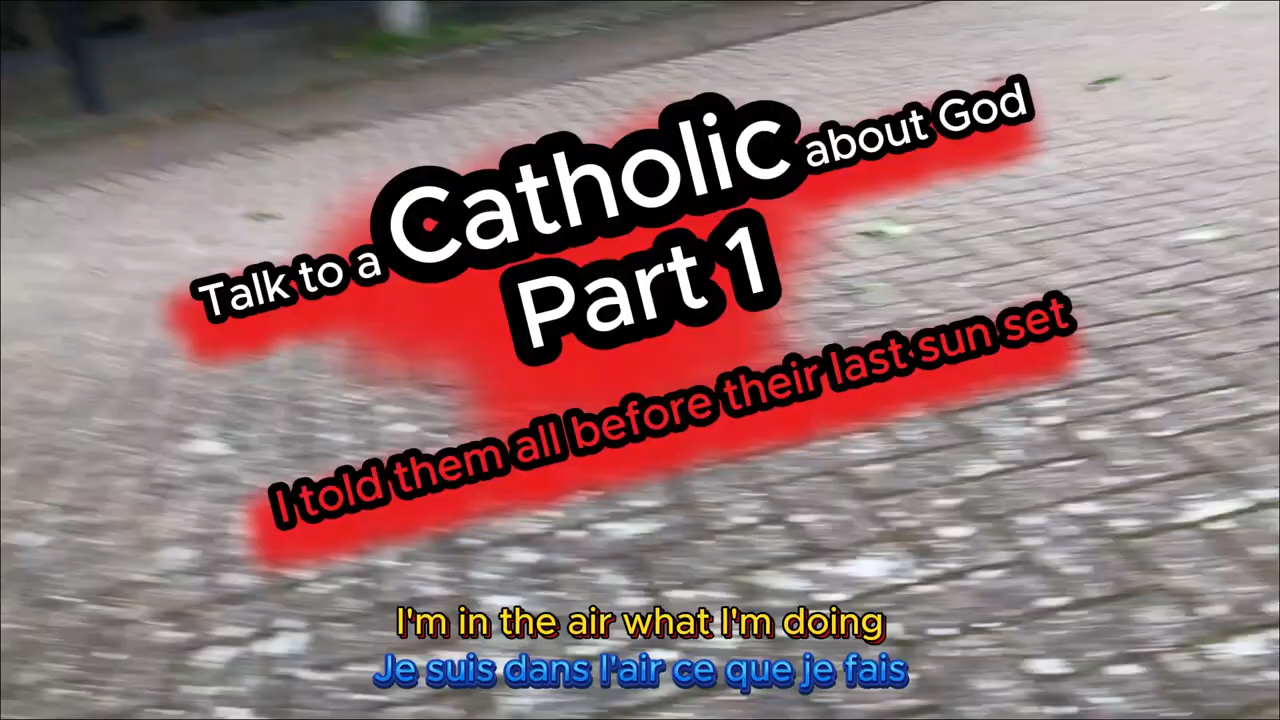 Talk to a Catholic about God
Part 1
I told them all before their last sun set
I'm in the air what I'm doing
Je suis dans l'air ce que je fais